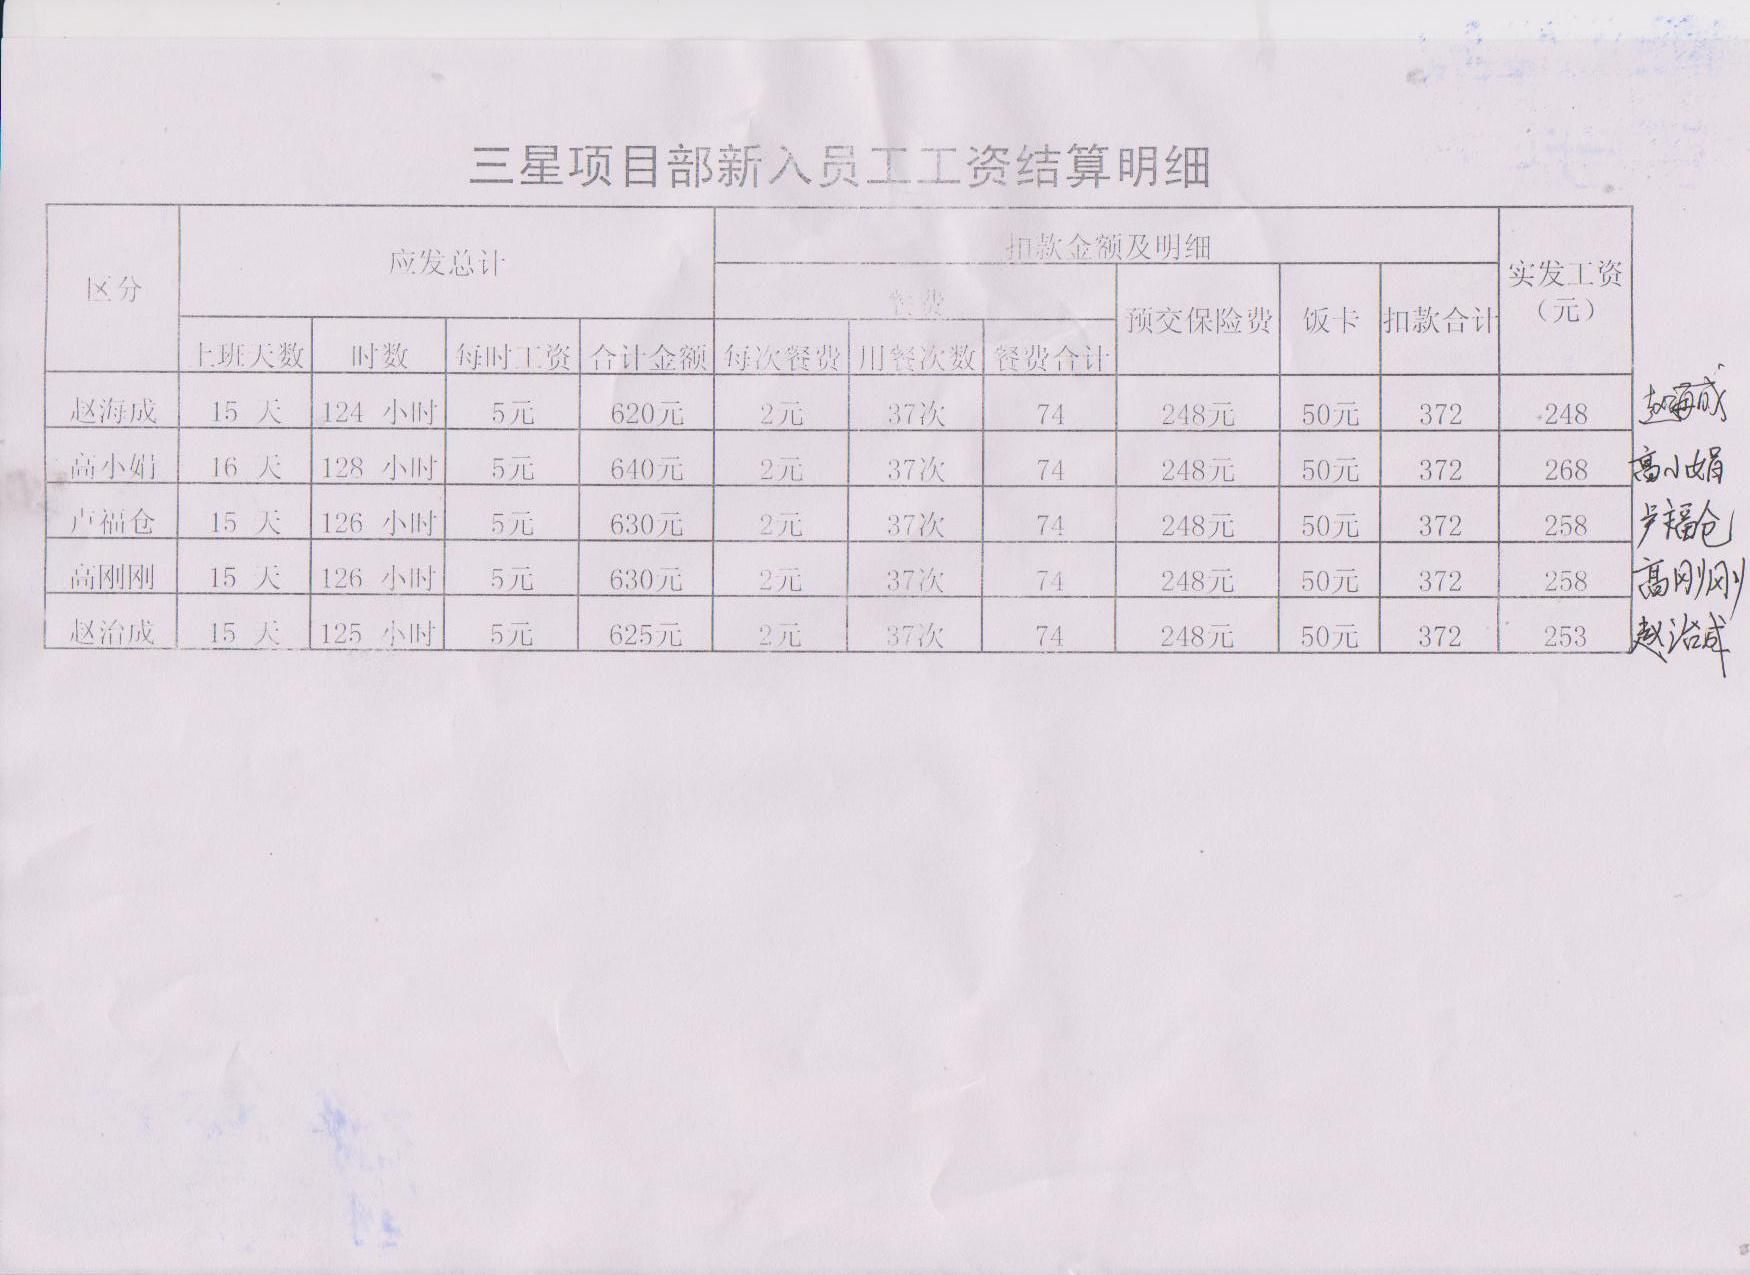 三星项目部新入员工工资结算明细
区分 应发总计 扣款金额及明细 实发工资(元)
餐费 预交保险费 饭卡 扣款合计
上班天数 时数 每时工资 合计金额 每次餐费 用餐次数 餐费合计
赵海成 15 天 124 小时 5元 620元 2元 37次 74 248元 50元 372 248 赵海成
高小娟 16 天 128 小时 5元 640元 2元 37次 74 248元 50元 372 268 高小娟
卢福仓 15 天 126 小时 5元 630元 2元 37次 74 248元 50元 372 258 卢福仓
高刚刚 15 天 126 小时 5元 630元 2元 37次 74 248元 50元 372 258 高刚刚
赵治成 15 天 125 小时 5元 625元 2元 37次 74 248元 50元 372 253 赵治成